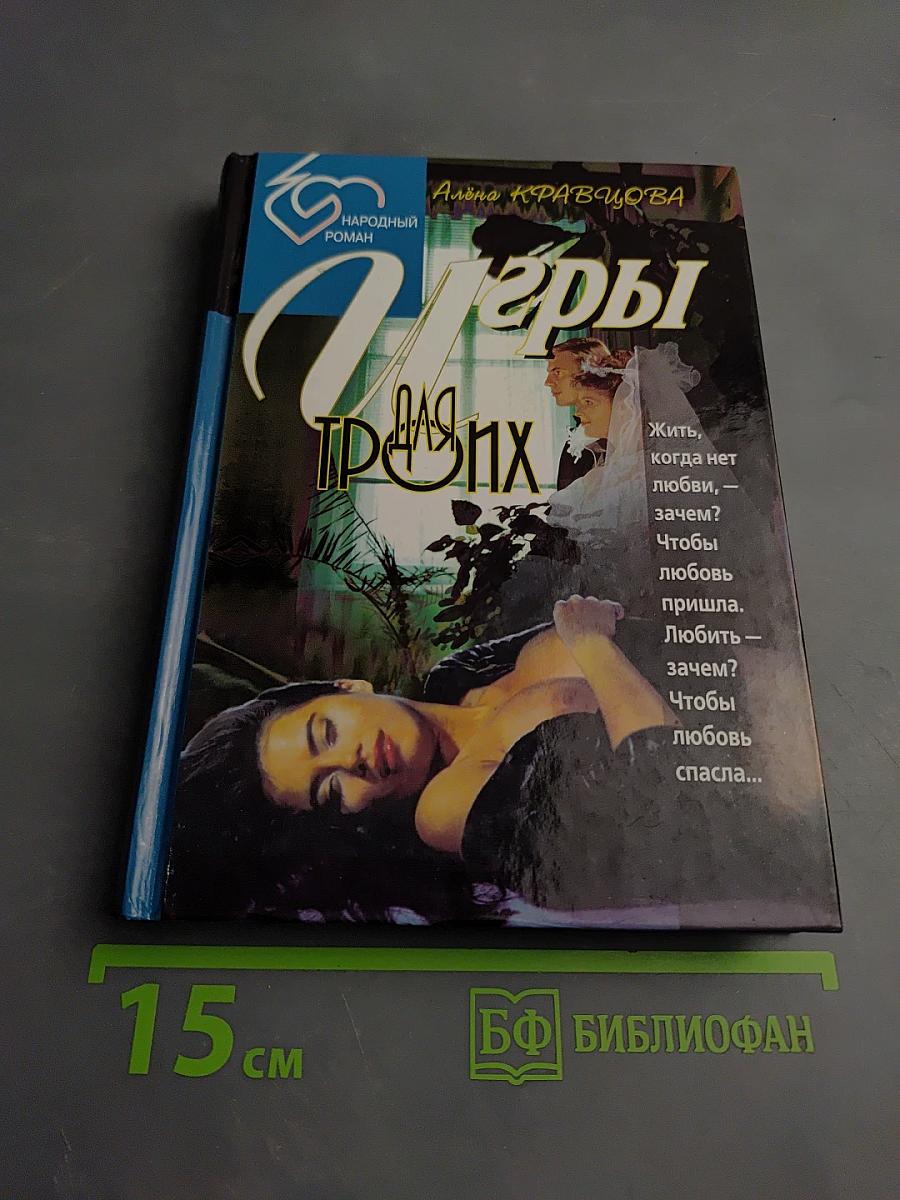 НАРОДНЫЙ
РОМАН
Алёна КРАВЦОВА
Игры
ДЛЯ
ТРОИХ
Жить,
когда нет
любви, —
зачем?
Чтобы
любовь
пришла.
Любить —
зачем?
Чтобы
любовь
спасла...
15 см
БФ БИБЛИОФАН